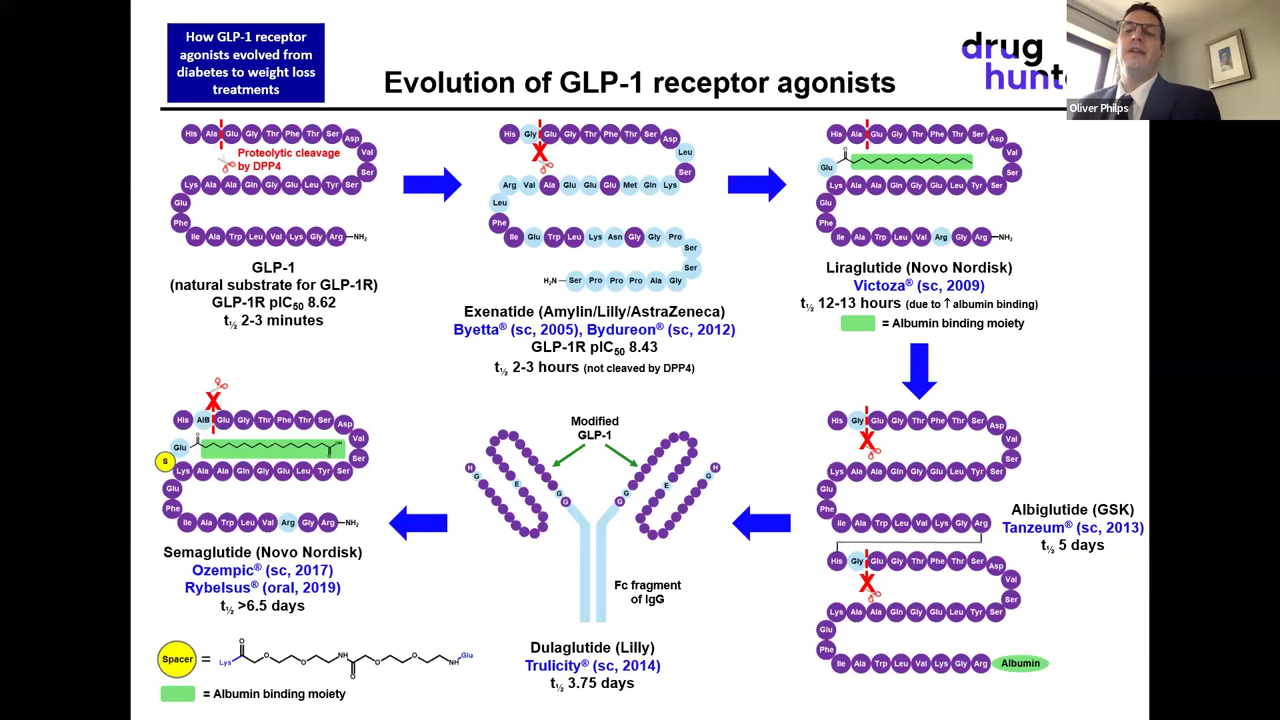 How GLP-1 receptor
agonists evolved from
diabetes to weight loss
treatments
Evolution of GLP-1 receptor agonists
drug
hunt
Oliver Philps
His Ala Glu Gly Thr Phe Thr Ser Asp
Val
Ser
Proteolytic cleavage
by DPP4
Lys Ala Ala Gln Gly Glu Leu Tyr Ser
Glu
Phe
Ile Ala Trp Leu Val Lys Gly Arg NH2
GLP-1
(natural substrate for GLP-1R)
GLP-1R pIC50 8.62
t½ 2-3 minutes
His Gly Glu Gly Thr Phe Thr Ser Asp
Leu
Ser
X
Arg Val Ala Glu Glu Glu Met Gln Lys
Leu
Phe
Ile Glu Trp Leu Lys Asn Gly Gly Pro
Ser
Ser
H2N Ser Pro Pro Pro Ala Gly
Exenatide (Amylin/Lilly/AstraZeneca)
Byetta® (sc, 2005), Bydureon® (sc, 2012)
GLP-1R pIC50 8.43
t½ 2-3 hours (not cleaved by DPP4)
His Ala Glu Gly Thr Phe Thr Ser Asp
Val
Ser
Glu
O
Lys Ala Ala Gln Gly Glu Leu Tyr Ser
Glu
Phe
Ile Ala Trp Leu Val Arg Gly Arg NH2
Liraglutide (Novo Nordisk)
Victoza® (sc, 2009)
t½ 12-13 hours (due to ↑ albumin binding)
= Albumin binding moiety
X
His AiB Glu Gly Thr Phe Thr Ser Asp
Val
Ser
Glu
S
Lys Ala Ala Gln Gly Glu Leu Tyr Ser
Glu
Phe
Ile Ala Trp Leu Val Arg Gly Arg NH2
Semaglutide (Novo Nordisk)
Ozempic® (sc, 2017)
Rybelsus® (oral, 2019)
t½ >6.5 days
Spacer = Lys O O O NH O O O NH Glu
= Albumin binding moiety
Modified
GLP-1
H G E G G
G G E G H
Fc fragment
of IgG
Dulaglutide (Lilly)
Trulicity® (sc, 2014)
t½ 3.75 days
His Gly Glu Gly Thr Phe Thr Ser Asp
Val
Ser
X
Lys Ala Ala Gln Gly Glu Leu Tyr Ser
Glu
Phe
Ile Ala Trp Leu Val Lys Gly Arg
His Gly Glu Gly Thr Phe Thr Ser Asp
Val
Ser
X
Lys Ala Ala Gln Gly Glu Leu Tyr Ser
Glu
Phe
Ile Ala Trp Leu Val Lys Gly Arg Albumin
Albiglutide (GSK)
Tanzeum® (sc, 2013)
t½ 5 days